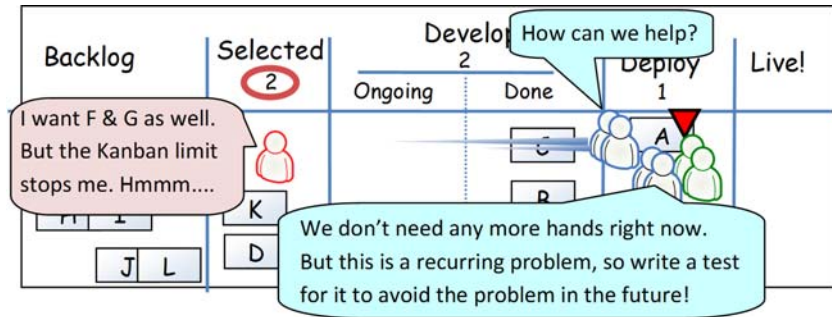 How can we help?
Backlog
Selected
2
Develop
2
Deploy
1
Live!
Ongoing
Done
I want F & G as well.
But the Kanban limit
stops me. Hmmm....
C
A
B
K
D
H I
J L
We don't need any more hands right now.
But this is a recurring problem, so write a test
for it to avoid the problem in the future!